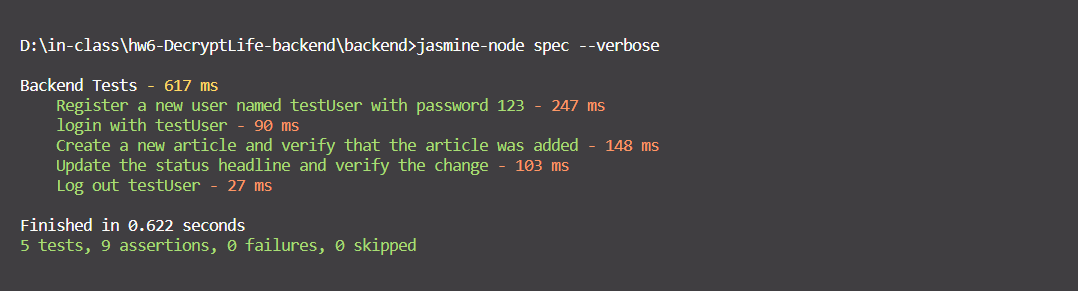 D:\in-class\hw6-DecryptLife-backend\backend>jasmine-node spec --verbose
Backend Tests - 617 ms
Register a new user named testUser with password 123 - 247 ms
login with testUser - 90 ms
Create a new article and verify that the article was added - 148 ms
Update the status headline and verify the change - 103 ms
Log out testUser - 27 ms
Finished in 0.622 seconds
5 tests, 9 assertions, 0 failures, 0 skipped